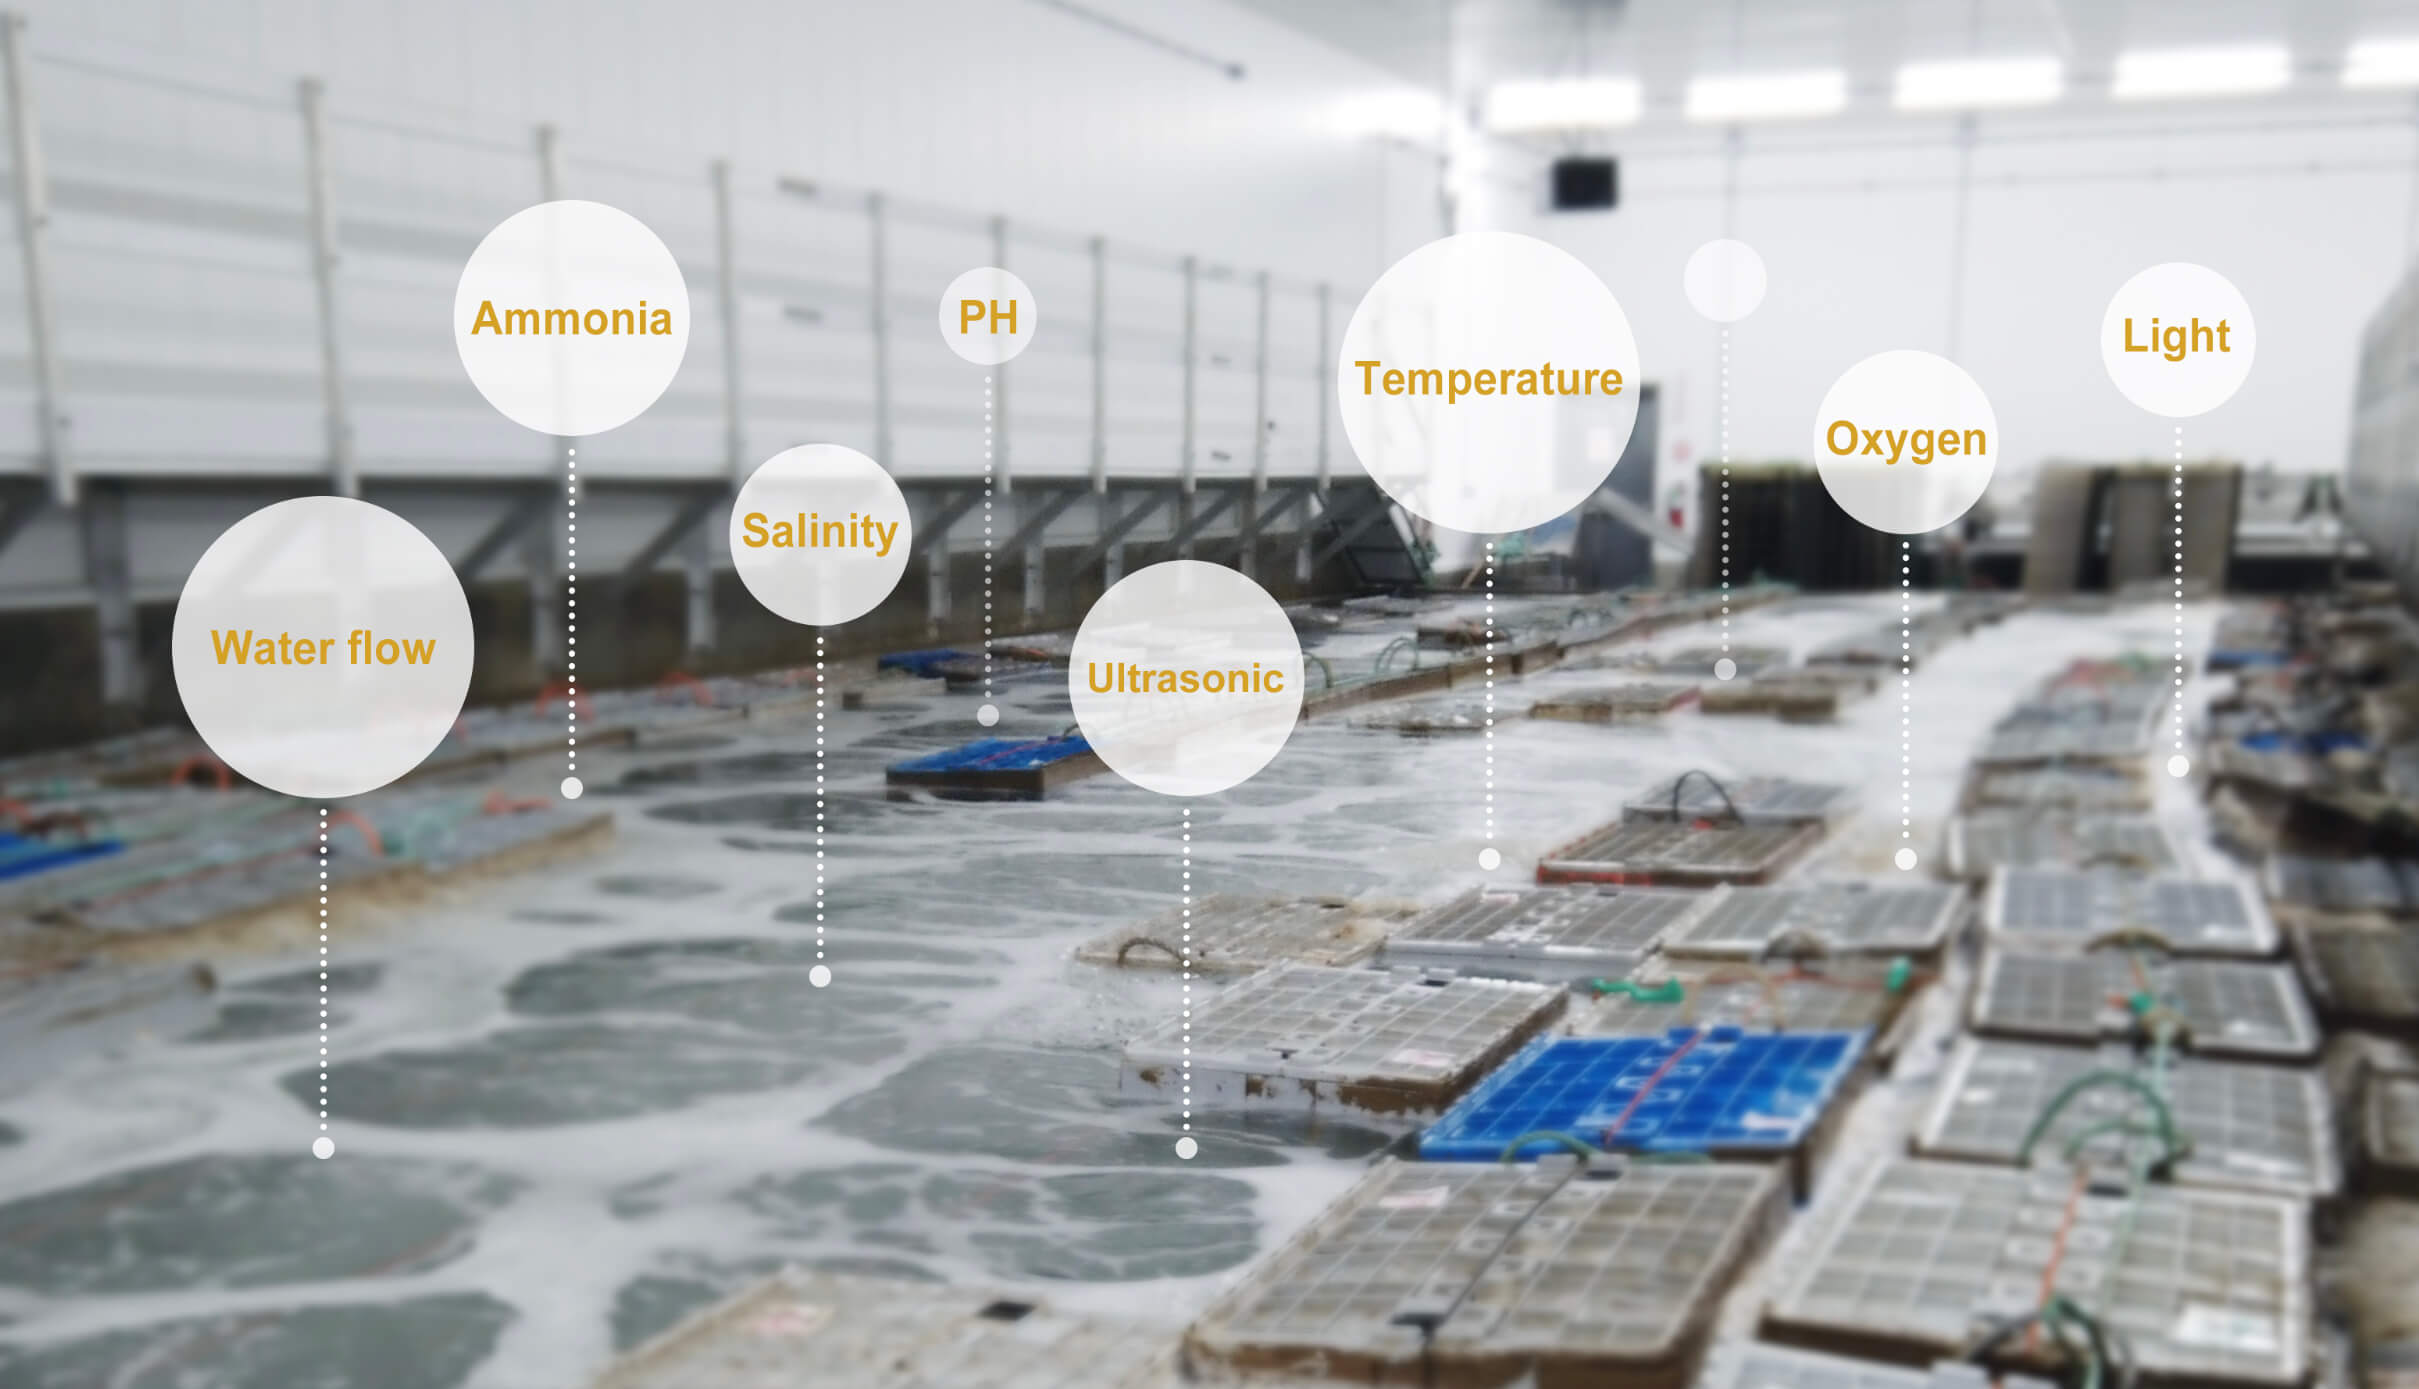 Ammonia
PH
Light
Temperature
Oxygen
Salinity
Water flow
Ultrasonic